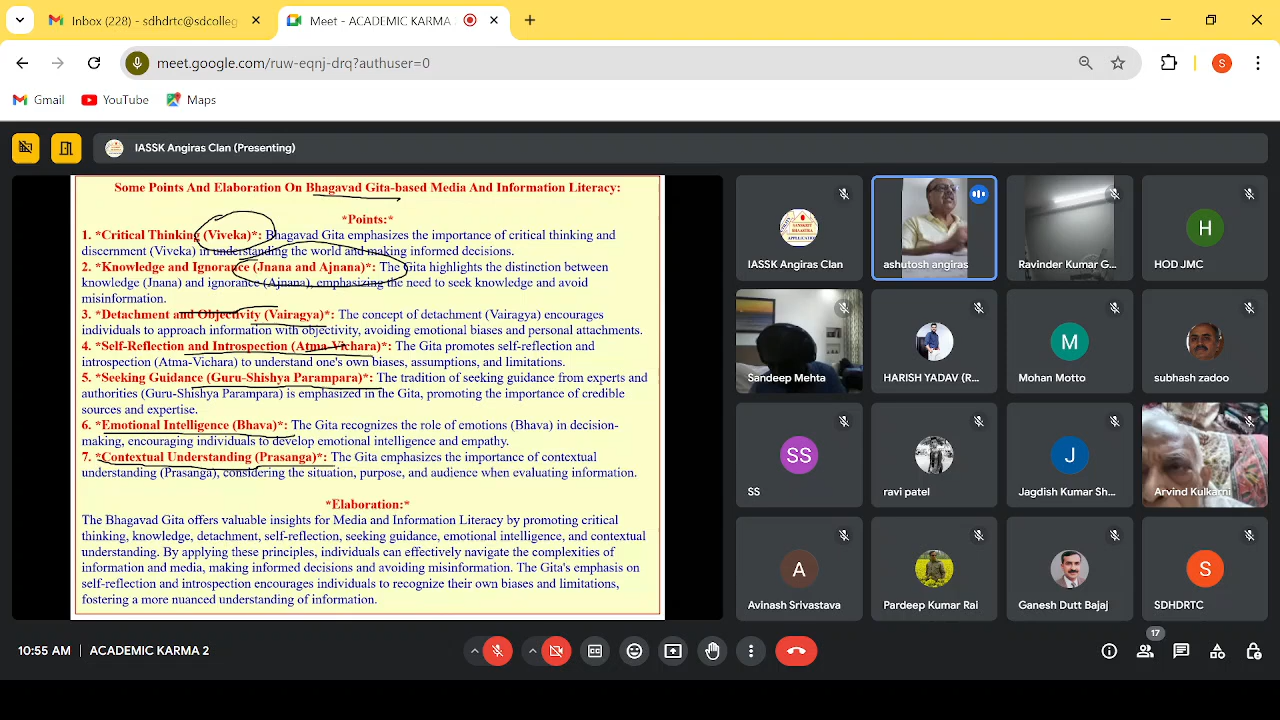 Inbox (228) - sdhdrtc@sdcolleg
Meet - ACADEMIC KARMA 2
meet.google.com/ruw-eqnj-drq?authuser=0
S
Gmail
YouTube
Maps
IASSK Angiras Clan (Presenting)
Some Points And Elaboration On Bhagavad Gita-based Media And Information Literacy:
*Points:*
1. *Critical Thinking (Viveka)*: Bhagavad Gita emphasizes the importance of critical thinking and
discernment (Viveka) in understanding the world and making informed decisions.
2. *Knowledge and Ignorance (Jnana and Ajnana)*: The Gita highlights the distinction between
knowledge (Jnana) and ignorance (Ajnana), emphasizing the need to seek knowledge and avoid
misinformation.
3. *Detachment and Objectivity (Vairagya)*: The concept of detachment (Vairagya) encourages
individuals to approach information with objectivity, avoiding emotional biases and personal attachments.
4. *Self-Reflection and Introspection (Atma-Vichara)*: The Gita promotes self-reflection and
introspection (Atma-Vichara) to understand one's own biases, assumptions, and limitations.
5. *Seeking Guidance (Guru-Shishya Parampara)*: The tradition of seeking guidance from experts and
authorities (Guru-Shishya Parampara) is emphasized in the Gita, promoting the importance of credible
sources and expertise.
6. *Emotional Intelligence (Bhava)*: The Gita recognizes the role of emotions (Bhava) in decision-
making, encouraging individuals to develop emotional intelligence and empathy.
7. *Contextual Understanding (Prasanga)*: The Gita emphasizes the importance of contextual
understanding (Prasanga), considering the situation, purpose, and audience when evaluating information.
*Elaboration:*
The Bhagavad Gita offers valuable insights for Media and Information Literacy by promoting critical
thinking, knowledge, detachment, self-reflection, seeking guidance, emotional intelligence, and contextual
understanding. By applying these principles, individuals can effectively navigate the complexities of
information and media, making informed decisions and avoiding misinformation. The Gita's emphasis on
self-reflection and introspection encourages individuals to recognize their own biases and limitations,
fostering a more nuanced understanding of information.
IASSK Angiras Clan
ashutosh angiras
Ravinder Kumar G...
H
HOD JMC
Sandeep Mehta
HARISH YADAV (R...
M
Mohan Motto
subhash zadoo
SS
SS
ravi patel
J
Jagdish Kumar Sh...
Arvind Kulkarni
A
Avinash Srivastava
Pardeep Kumar Rai
Ganesh Dutt Bajaj
S
SDHDRTC
10:55 AM
ACADEMIC KARMA 2
17